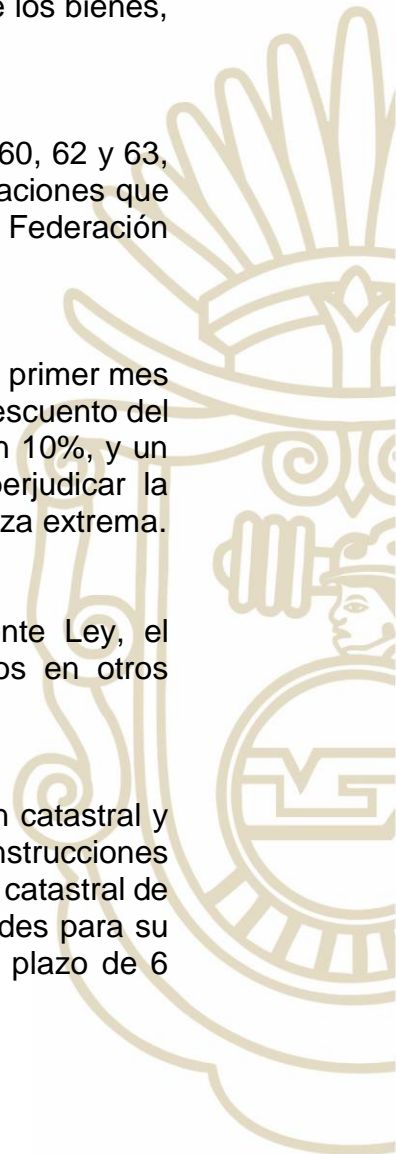 los bienes,
60, 62 y 63,
aciones que
Federación
primer mes
escuento del
10%, y un
perjudicar la
za extrema.
nte Ley, el
os en otros
n catastral y
nstrucciones
catastral de
des para su
plazo de 6